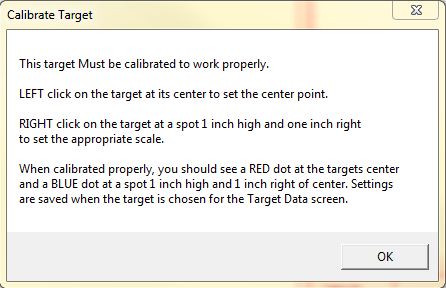 Calibrate Target
This target Must be calibrated to work properly.
LEFT click on the target at its center to set the center point.
RIGHT click on the target at a spot 1 inch high and one inch right
to set the appropriate scale.
When calibrated properly, you should see a RED dot at the targets center
and a BLUE dot at a spot 1 inch high and 1 inch right of center. Settings
are saved when the target is chosen for the Target Data screen.
OK